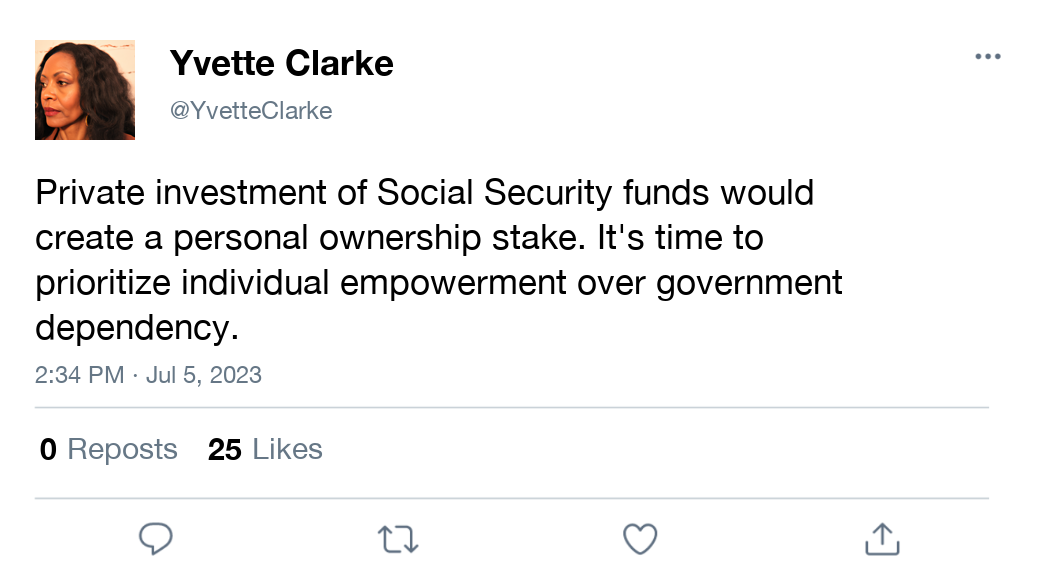 Yvette Clarke
@YvetteClarke
Private investment of Social Security funds would
create a personal ownership stake. It's time to
prioritize individual empowerment over government
dependency.
2:34 PM · Jul 5, 2023
0 Reposts 25 Likes